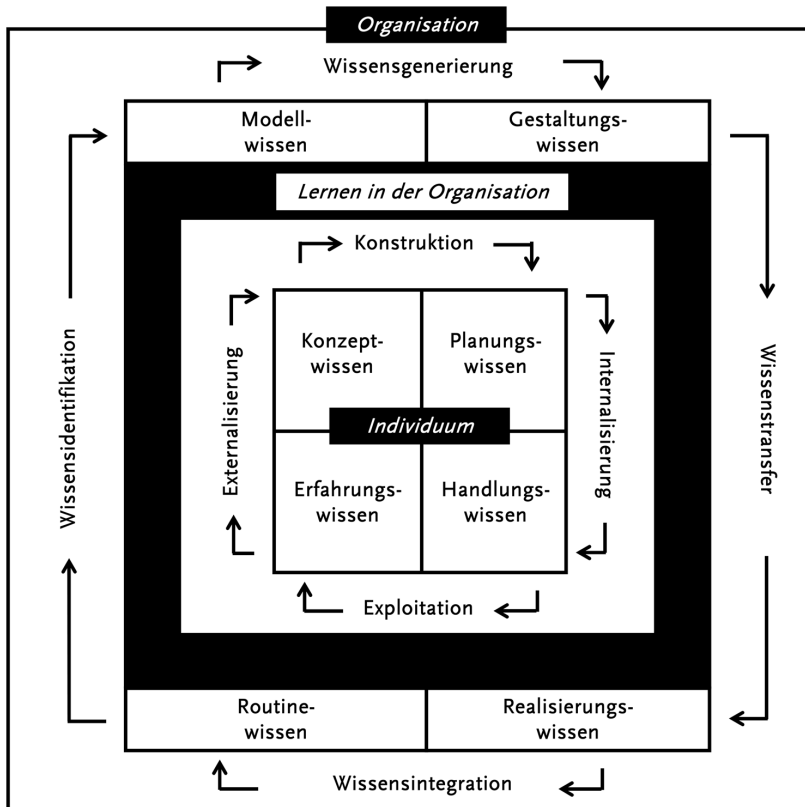 Organisation
Wissensgenerierung
Modell-
wissen
Gestaltungs-
wissen
Lernen in der Organisation
Konstruktion
Wissensidentifikation
Externalisierung
Konzept-
wissen
Planungs-
wissen
Internalisierung
Wissenstransfer
Individuum
Erfahrungs-
wissen
Handlungs-
wissen
Exploitation
Routine-
wissen
Realisierungs-
wissen
Wissensintegration